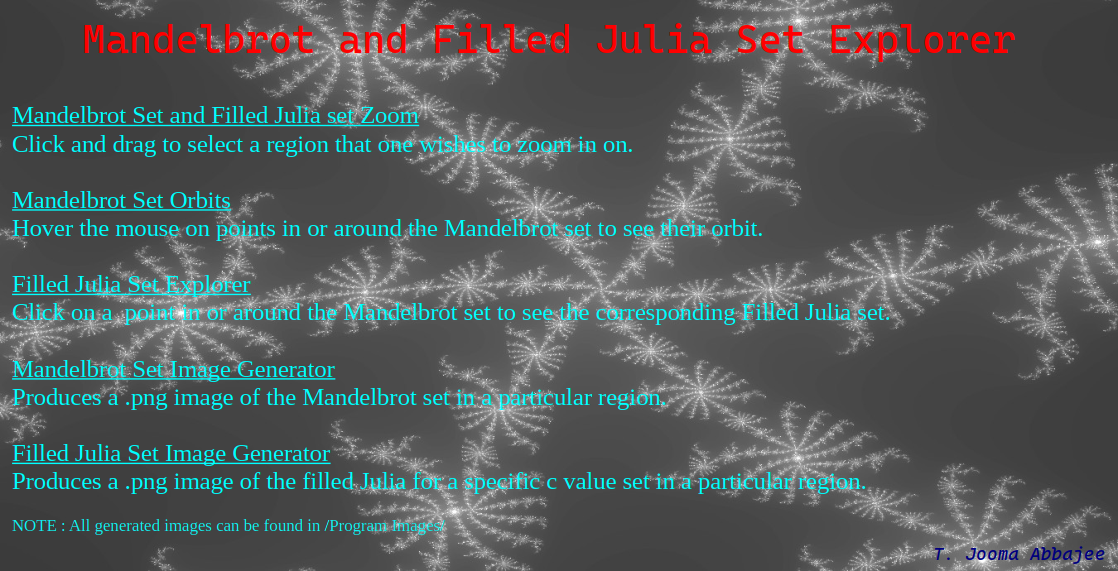 Mandelbrot and Filled Julia Set Explorer
Mandelbrot Set and Filled Julia set Zoom
Click and drag to select a region that one wishes to zoom in on.
Mandelbrot Set Orbits
Hover the mouse on points in or around the Mandelbrot set to see their orbit.
Filled Julia Set Explorer
Click on a  point in or around the Mandelbrot set to see the corresponding Filled Julia set.
Mandelbrot Set Image Generator
Produces a .png image of the Mandelbrot set in a particular region.
Filled Julia Set Image Generator
Produces a .png image of the filled Julia for a specific c value set in a particular region.
NOTE : All generated images can be found in /Program Images/
T. Jooma Abbajee